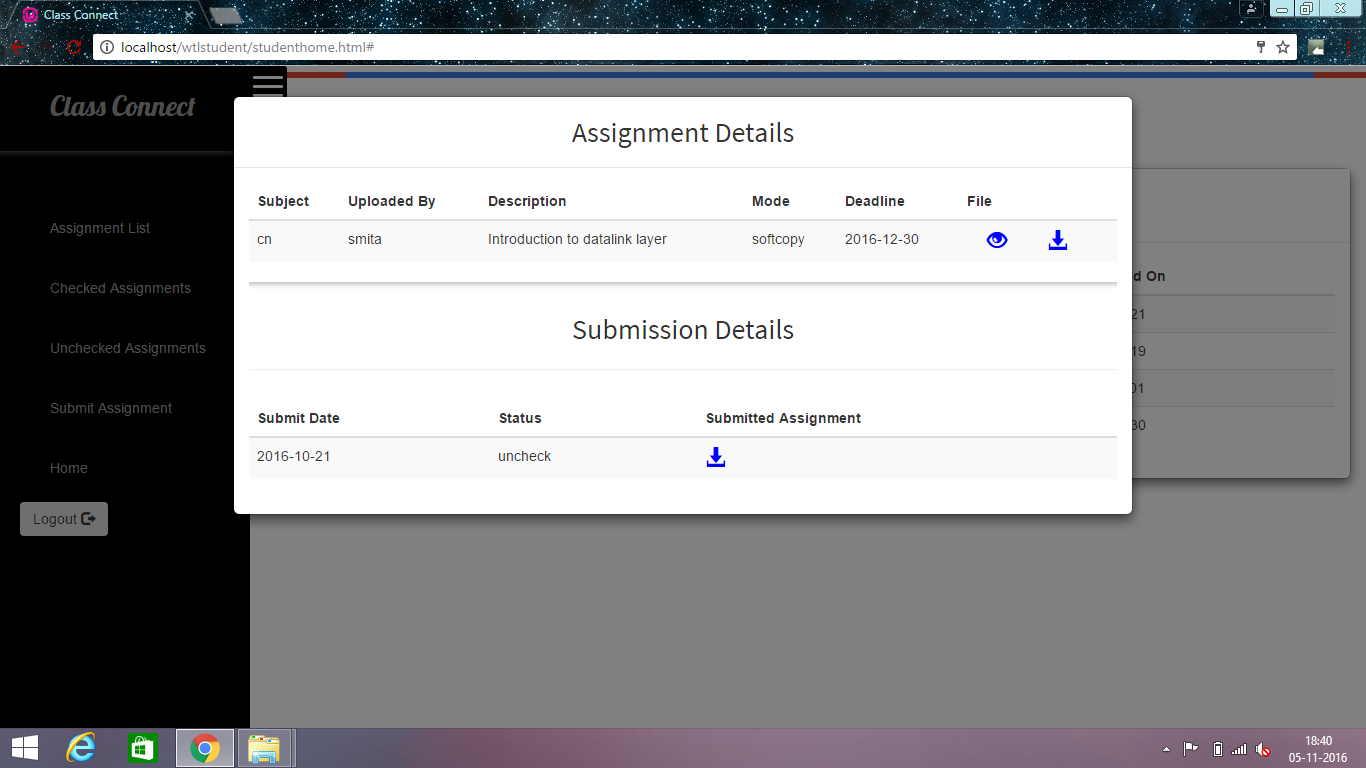 Class Connect
localhost/wtlstudent/studenthome.html#
Class Connect
Assignment List
Checked Assignments
Unchecked Assignments
Submit Assignment
Home
Logout
Assignment Details
Subject Uploaded By Description Mode Deadline File
cn smita Introduction to datalink layer softcopy 2016-12-30
Submission Details
Submit Date Status Submitted Assignment
2016-10-21 uncheck
d On
21
19
01
30
18:40
05-11-2016